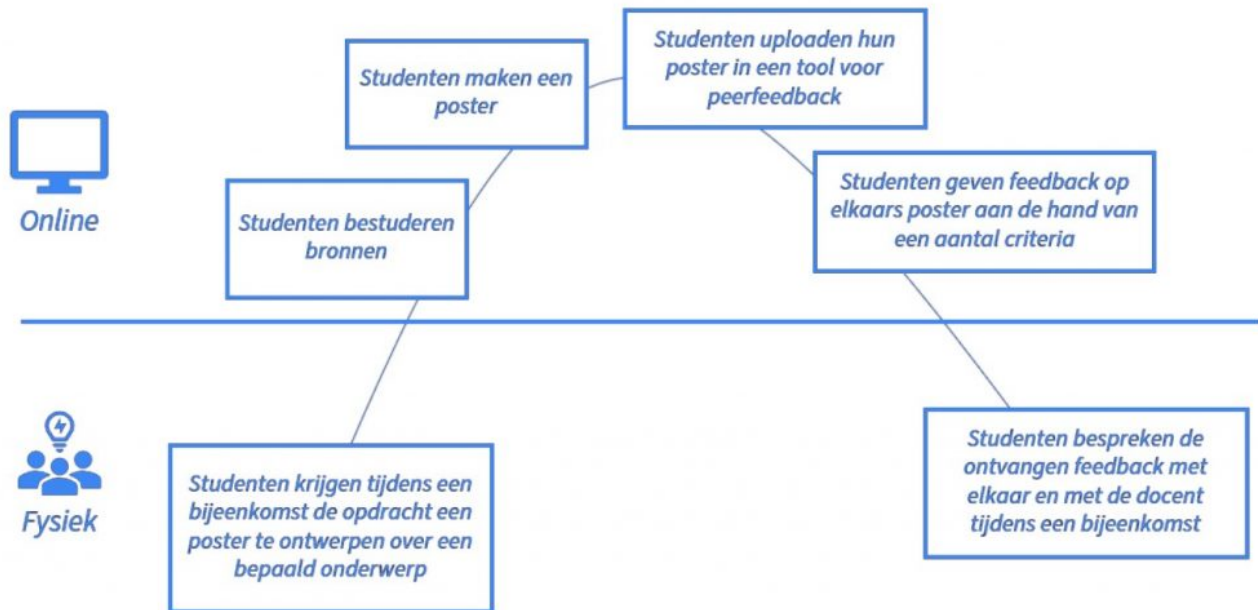 Studenten uploaden hun
poster in een tool voor
peerfeedback
Studenten maken een
poster
Online
Studenten bestuderen
bronnen
Studenten geven feedback op
elkaars poster aan de hand van
een aantal criteria
Fysiek
Studenten krijgen tijdens een
bijeenkomst de opdracht een
poster te ontwerpen over een
bepaald onderwerp
Studenten bespreken de
ontvangen feedback met
elkaar en met de docent
tijdens een bijeenkomst